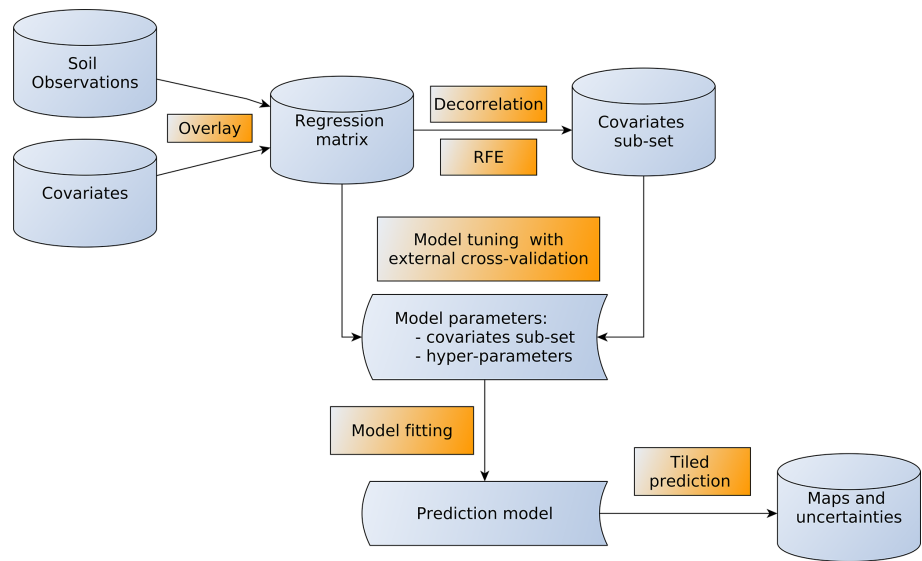 Soil
Observations
Overlay
Covariates
Regression
matrix
Decorrelation
RFE
Covariates
sub-set
Model tuning with
external cross-validation
Model parameters:
- covariates sub-set
- hyper-parameters
Model fitting
Prediction model
Tiled
prediction
Maps and
uncertainties